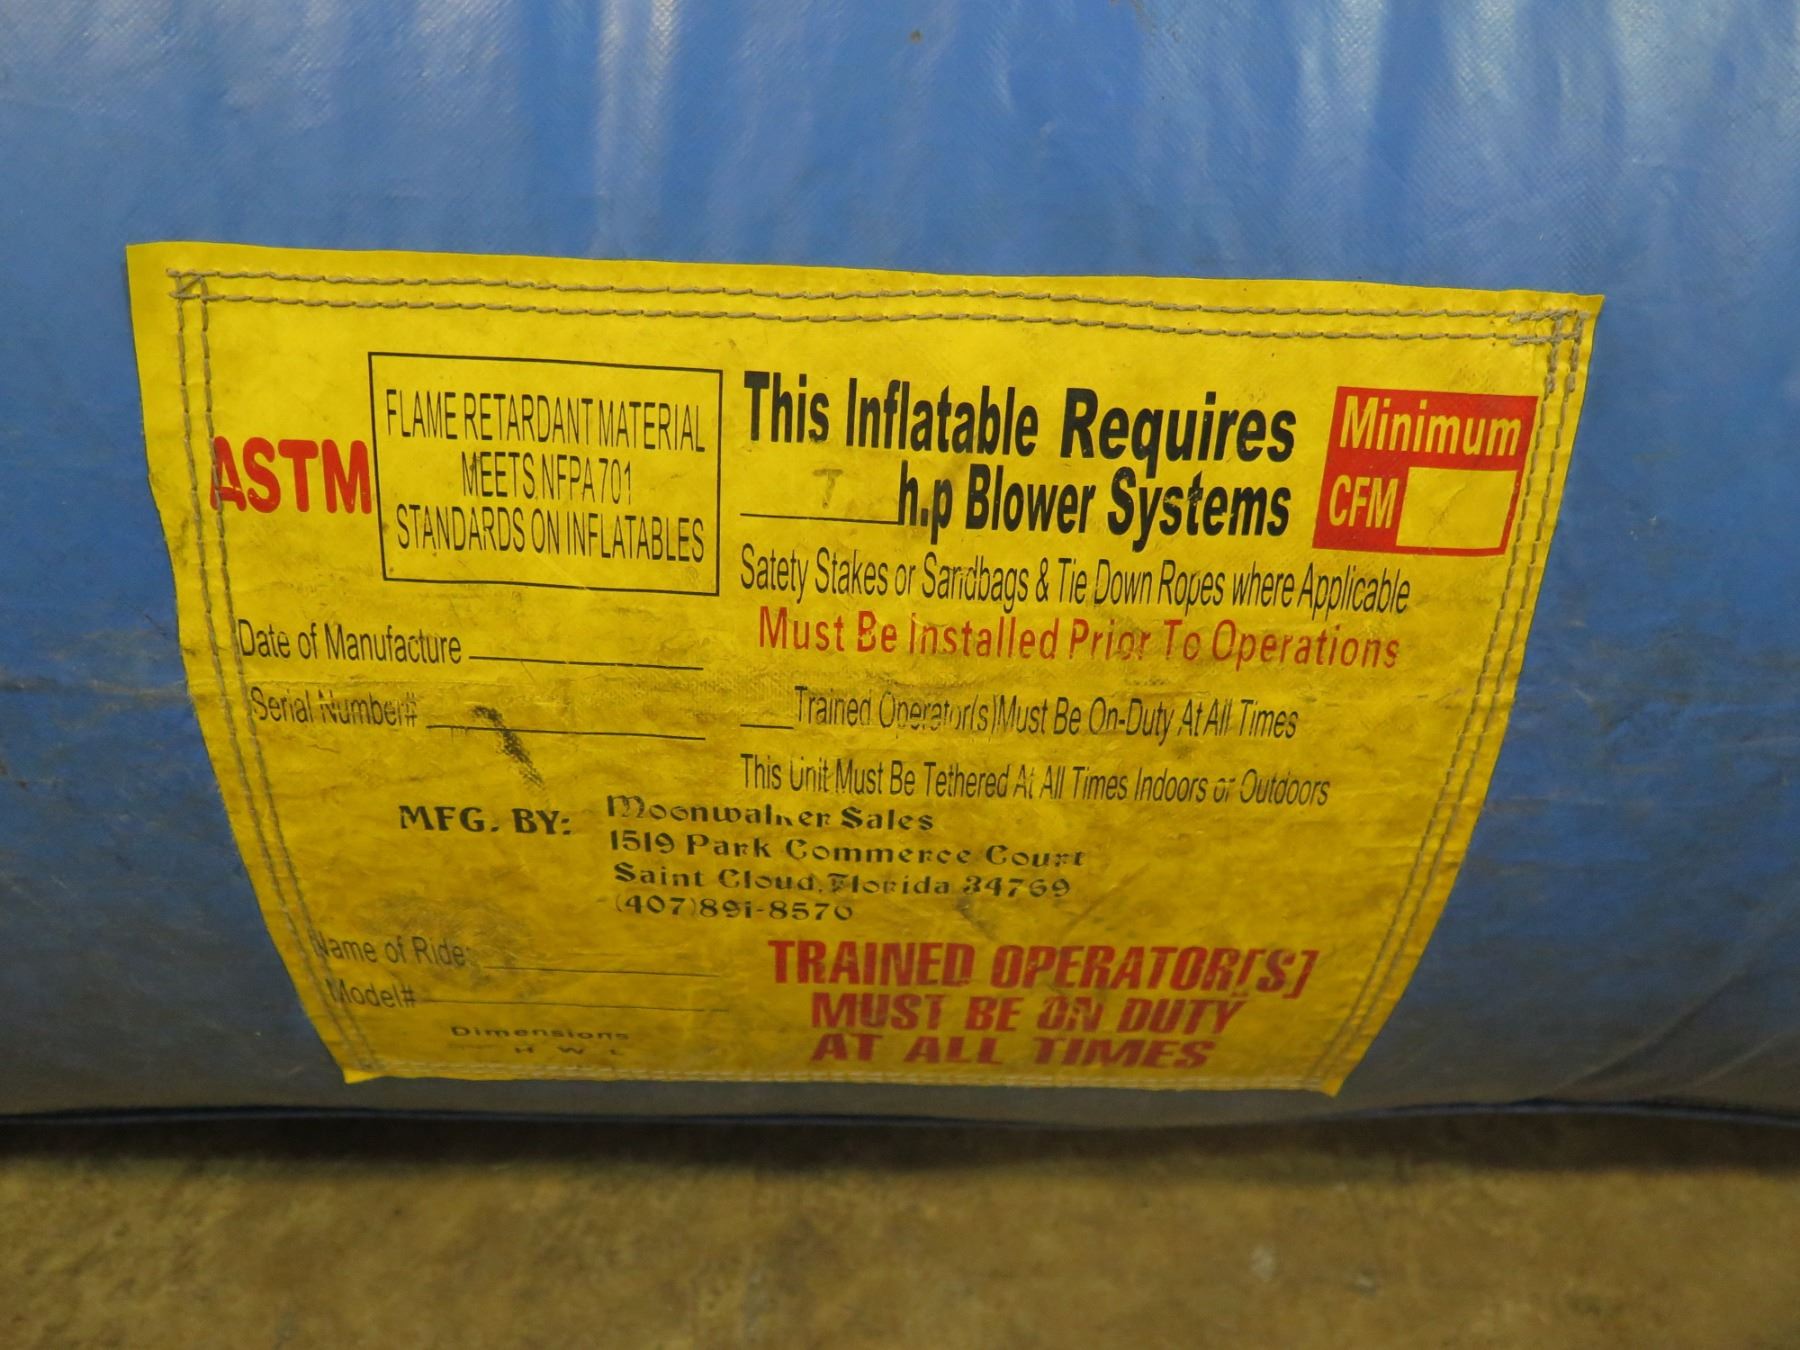 ASTM
FLAME RETARDANT MATERIAL
MEETS NFPA 701
STANDARDS ON INFLATABLES
This Inflatable Requires
h.p Blower Systems
Minimum
CFM
Satety Stakes or Sandbags & Tie Down Ropes where Applicable
Must Be Installed Prior To Operations
Date of Manufacture
Serial Number#
Trained Operator(s) Must Be On-Duty At All Times
This Unit Must Be Tethered At All Times Indoors or Outdoors
MFG. BY:
Moonwalker Sales
1519 Park Commerce Court
Saint Cloud, Florida 34769
(407)891-8570
Name of Ride:
Model#
Dimensions
H W L
TRAINED OPERATOR[S]
MUST BE ON DUTY
AT ALL TIMES